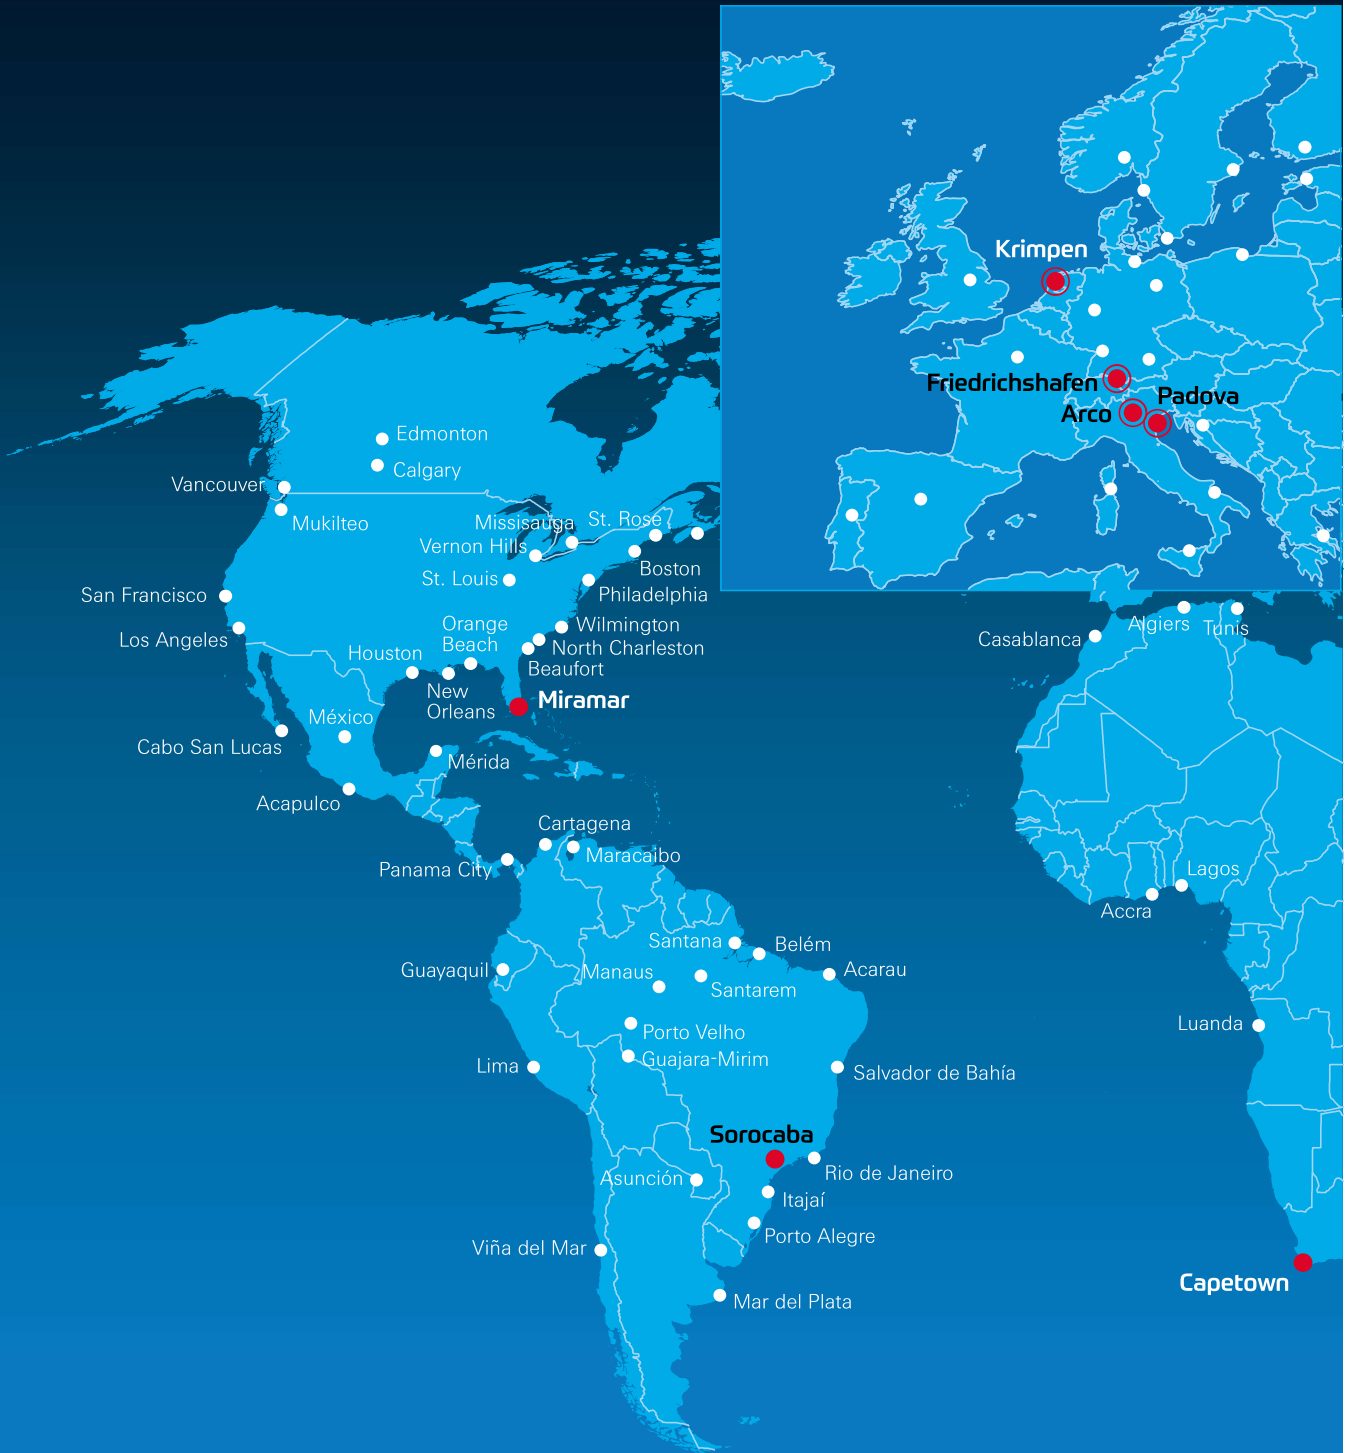 Krimpen
Friedrichshafen
Padova
Arco
Edmonton
Calgary
Vancouver
Mukilteo
Missisauga
St. Rose
Vernon Hills
Boston
St. Louis
Philadelphia
San Francisco
Los Angeles
Orange
Beach
Wilmington
North Charleston
Beaufort
Houston
New
Orleans
Miramar
México
Cabo San Lucas
Mérida
Acapulco
Casablanca
Algiers
Tunis
Cartagena
Maracaibo
Panama City
Lagos
Accra
Santana
Belém
Guayaquil
Manaus
Santarem
Acarau
Porto Velho
Guajara-Mirim
Lima
Salvador de Bahía
Luanda
Sorocaba
Rio de Janeiro
Asunción
Itajaí
Porto Alegre
Viña del Mar
Mar del Plata
Capetown